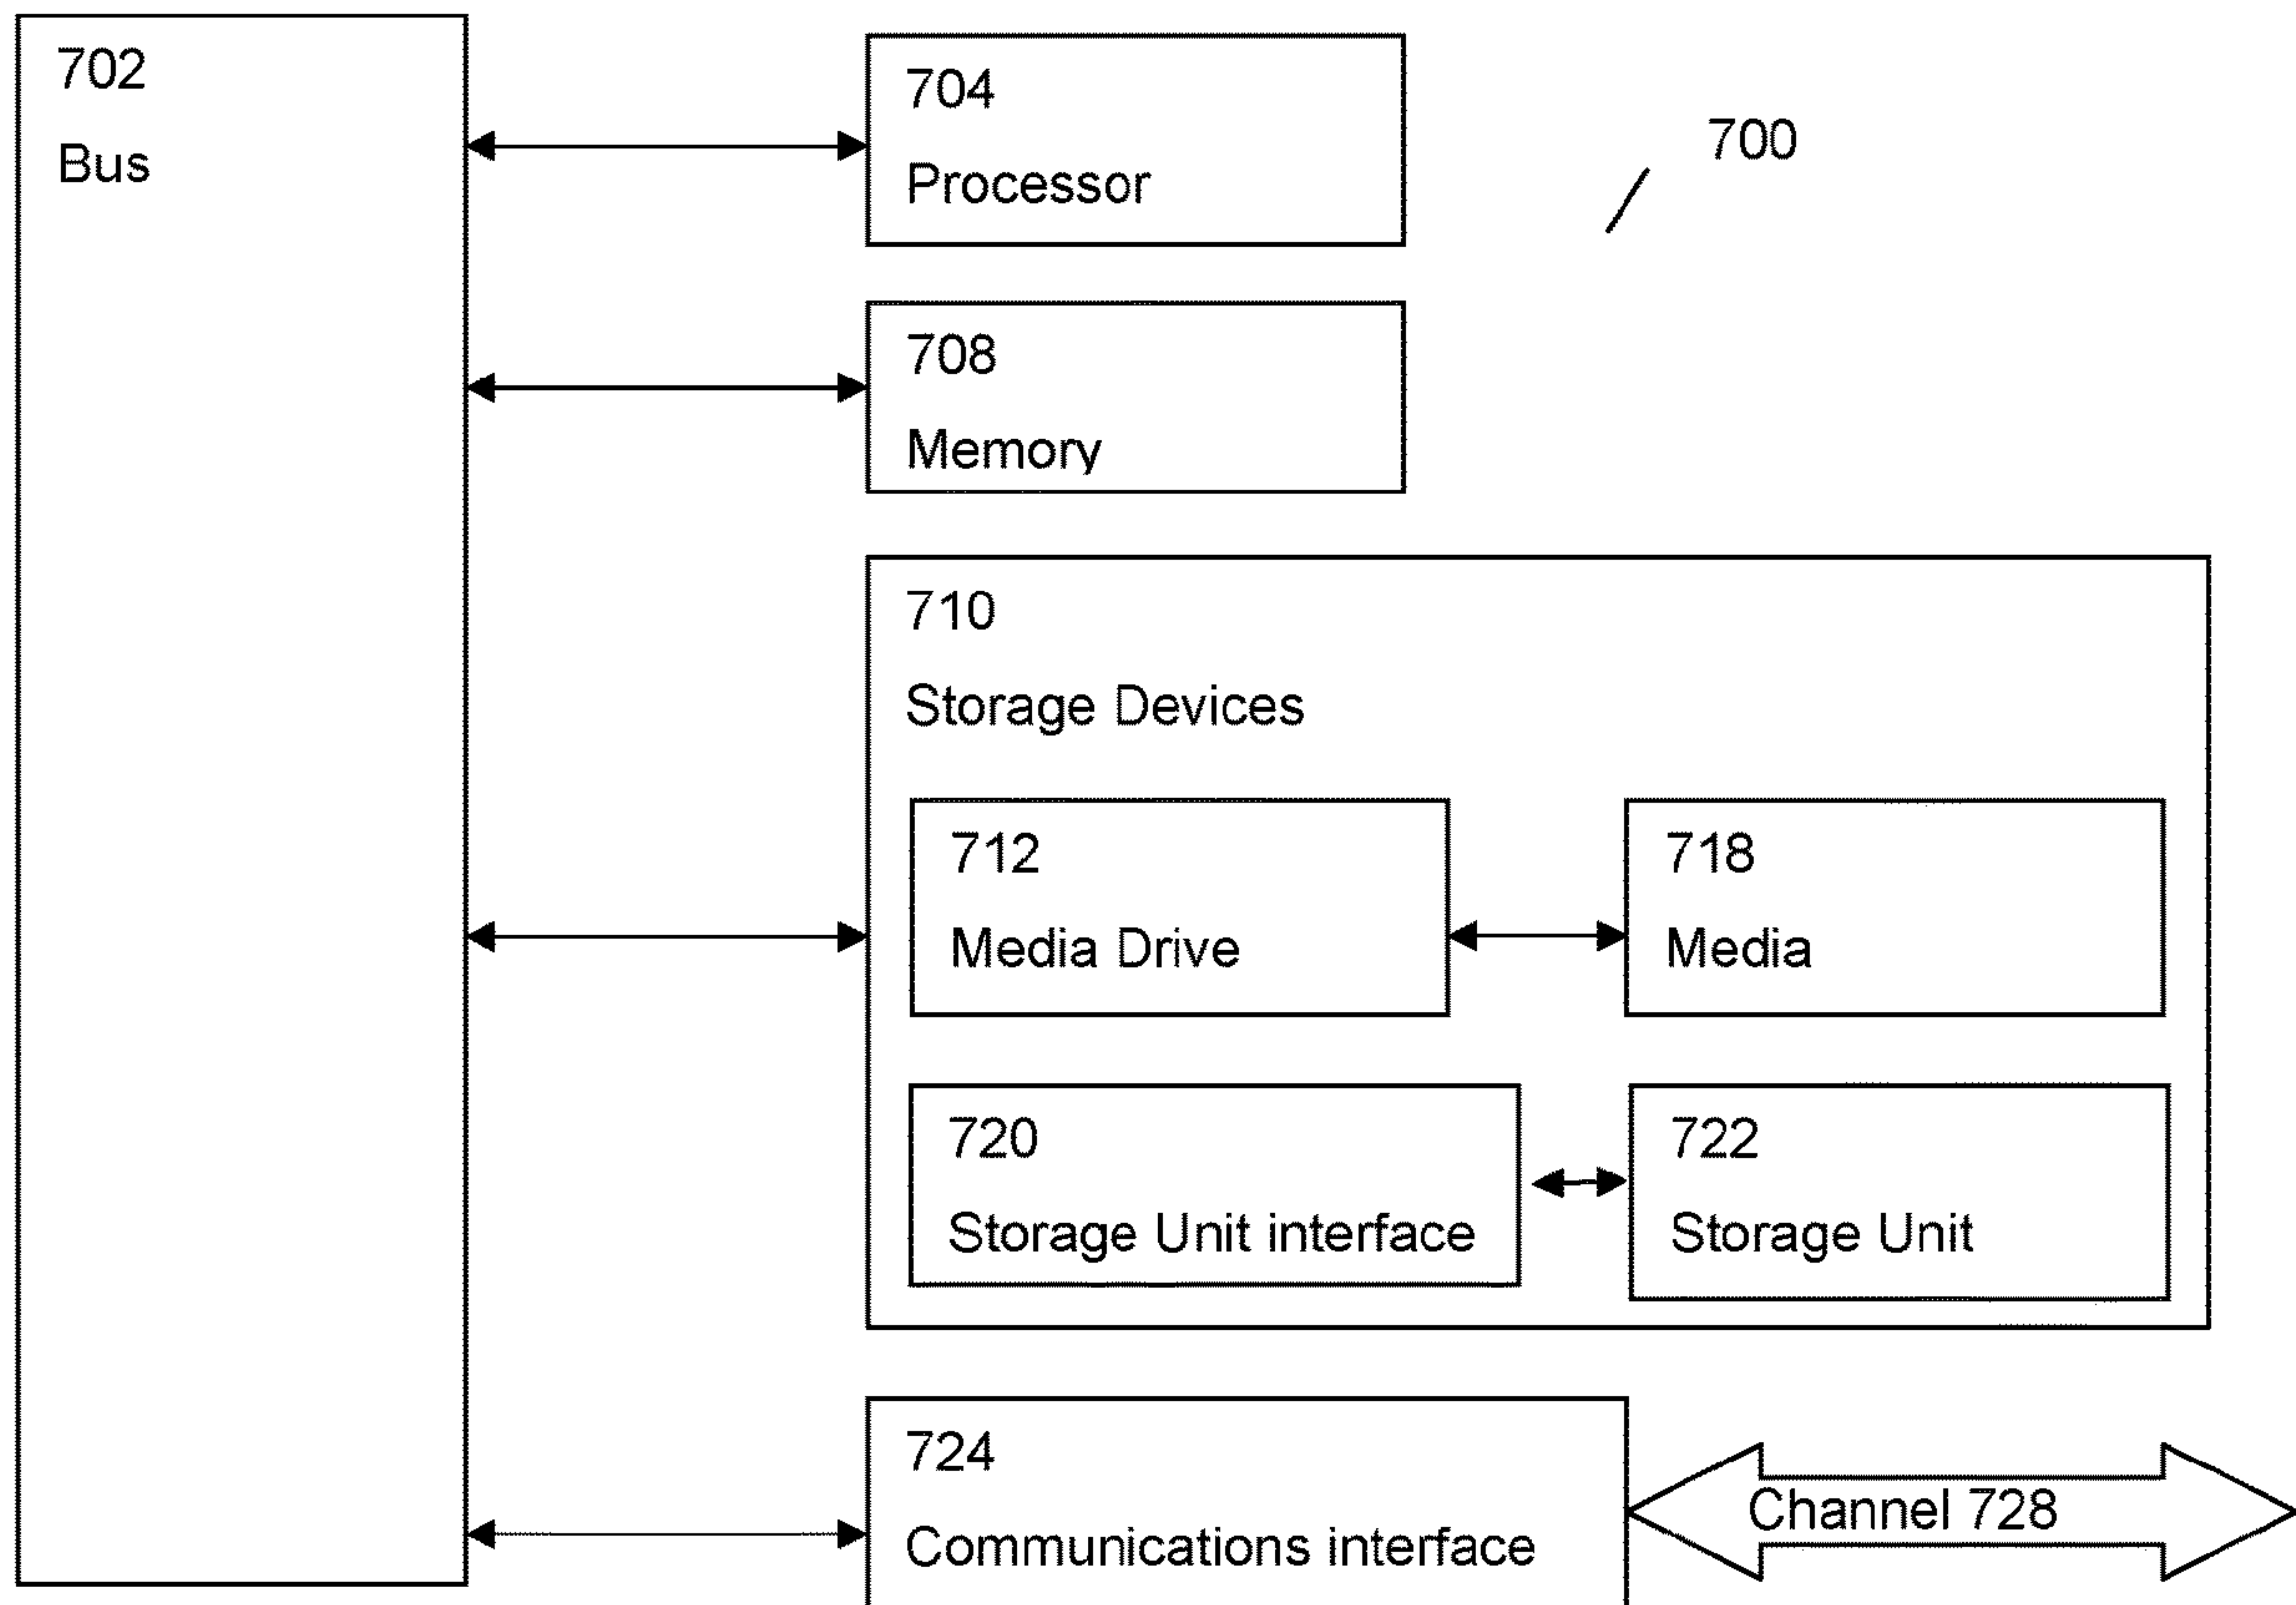 702
Bus
704
Processor
700
708
Memory
710
Storage Devices
712
Media Drive
718
Media
720
Storage Unit interface
722
Storage Unit
724
Communications interface
Channel 728